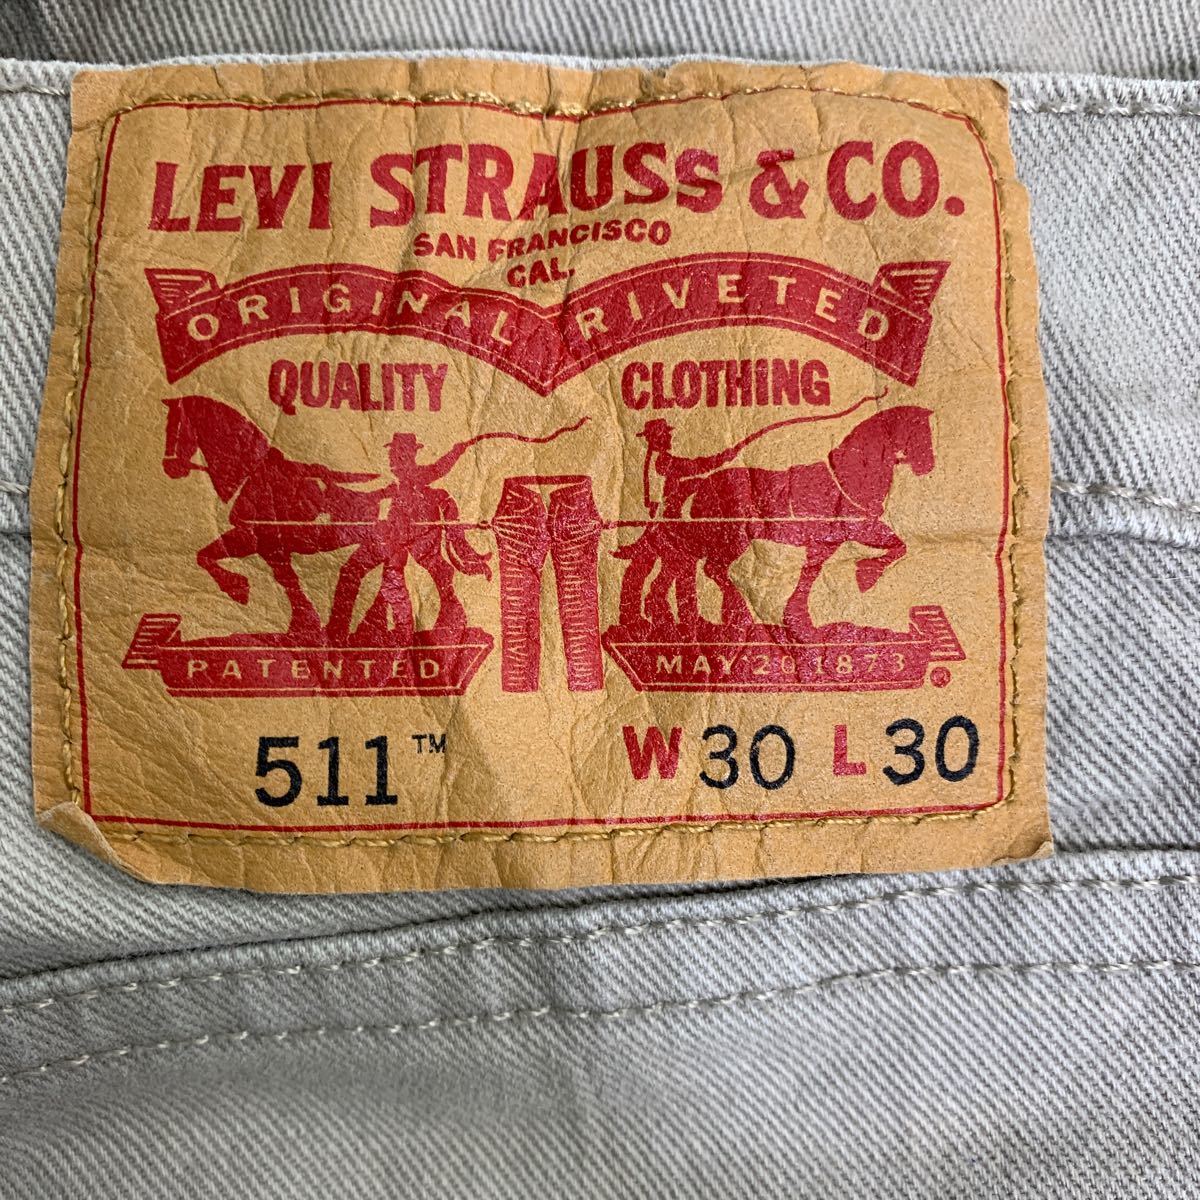 LEVI STRAUSS & CO.
SAN FRANCISCO
CAL.
ORIGINAL RIVETED
QUALITY CLOTHING
PATENTED MAY 20 1873 ®
511™ W 30 L 30